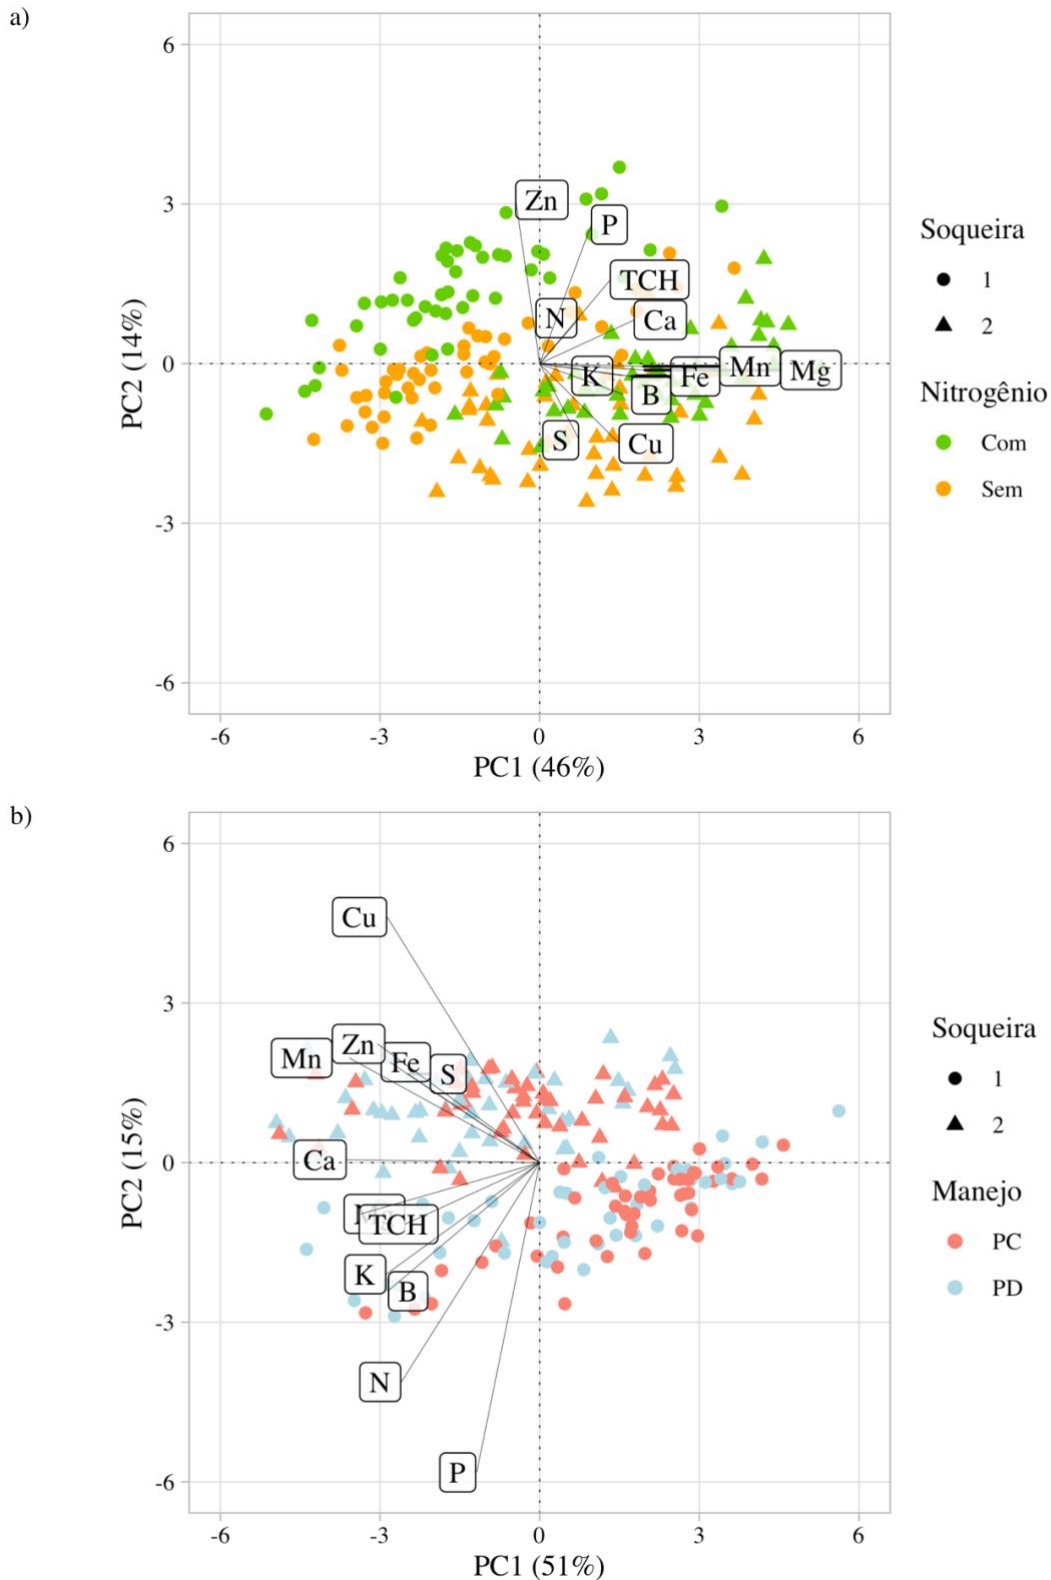 a)
6
3
0
-3
-6
PC2 (14%)
Zn
P
TCH
N
Ca
K
B
Fe
Mn
Mg
S
Cu
-6 -3 0 3 6
PC1 (46%)
Soqueira
1
2
Nitrogênio
Com
Sem
b)
6
3
0
-3
-6
PC2 (15%)
Cu
Zn
Mn
Fe
S
Ca
TCH
K
B
N
P
-6 -3 0 3 6
PC1 (51%)
Soqueira
1
2
Manejo
PC
PD